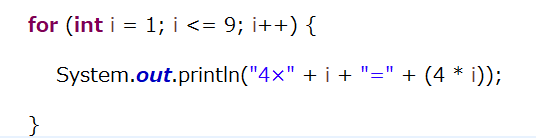 for (int i = 1; i <= 9; i++) {
System.out.println("4×" + i + "=" + (4 * i));
}